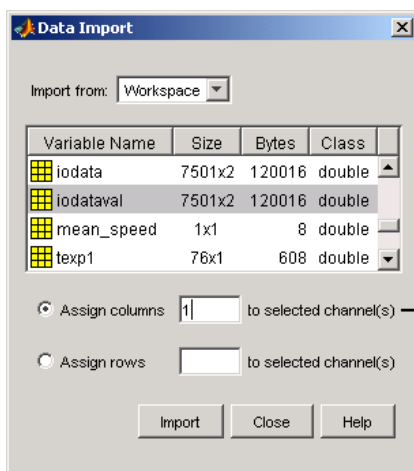 Data Import
Import from: Workspace
Variable Name Size Bytes Class
iodata 7501x2 120016 double
iodataval 7501x2 120016 double
mean_speed 1x1 8 double
texp1 76x1 608 double
Assign columns 1 to selected channel(s)
Assign rows to selected channel(s)
Import Close Help